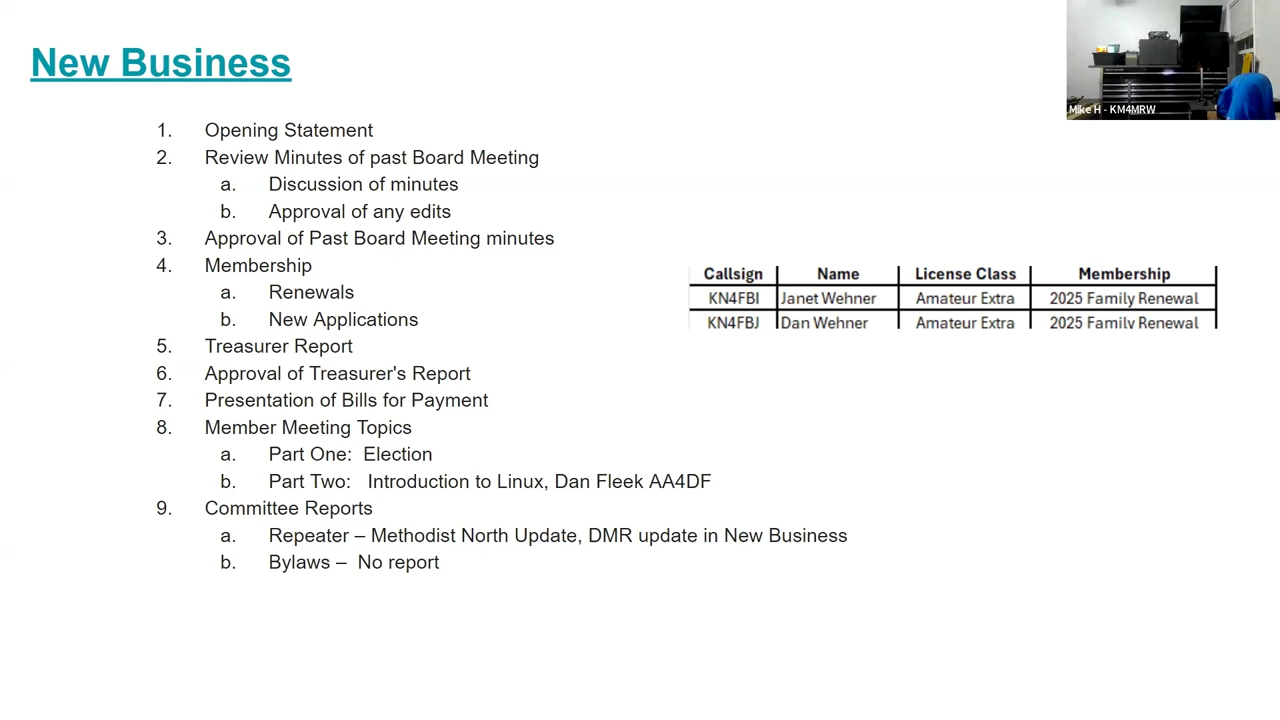 New Business
Mike H - KM4MRW
1. Opening Statement
2. Review Minutes of past Board Meeting
a. Discussion of minutes
b. Approval of any edits
3. Approval of Past Board Meeting minutes
4. Membership
a. Renewals
b. New Applications
5. Treasurer Report
6. Approval of Treasurer's Report
7. Presentation of Bills for Payment
8. Member Meeting Topics
a. Part One: Election
b. Part Two: Introduction to Linux, Dan Fleek AA4DF
9. Committee Reports
a. Repeater – Methodist North Update, DMR update in New Business
b. Bylaws – No report
Callsign Name License Class Membership
KN4FBI Janet Wehner Amateur Extra 2025 Family Renewal
KN4FBJ Dan Wehner Amateur Extra 2025 Family Renewal